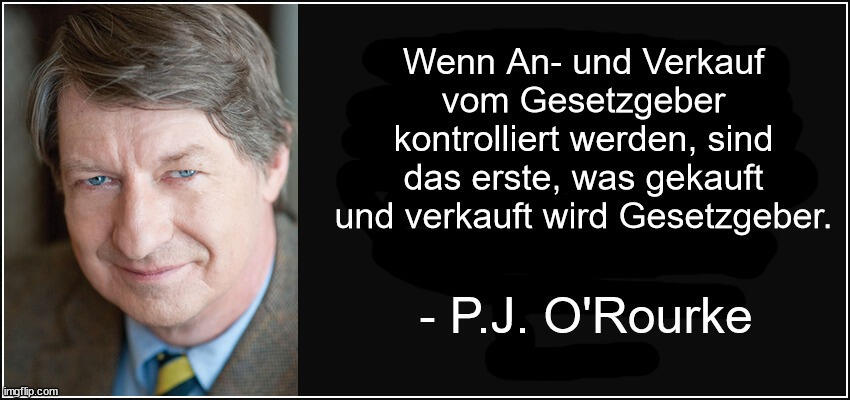 Wenn An- und Verkauf
vom Gesetzgeber
kontrolliert werden, sind
das erste, was gekauft
und verkauft wird Gesetzgeber.
- P.J. O'Rourke
imgflip.com